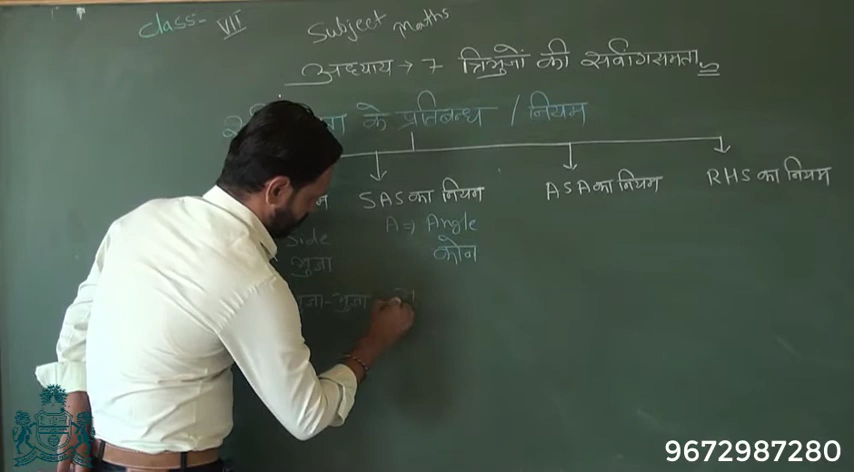 class- VII
Subject maths
अध्याय → 7 त्रिभुजों की सर्वांगसमता
के प्रतिबन्ध / नियम
SAS का नियम
ASA का नियम
RHS का नियम
Side
A ⇒ Angle
भुजा
कोन
भुजा-भुजा
9672987280